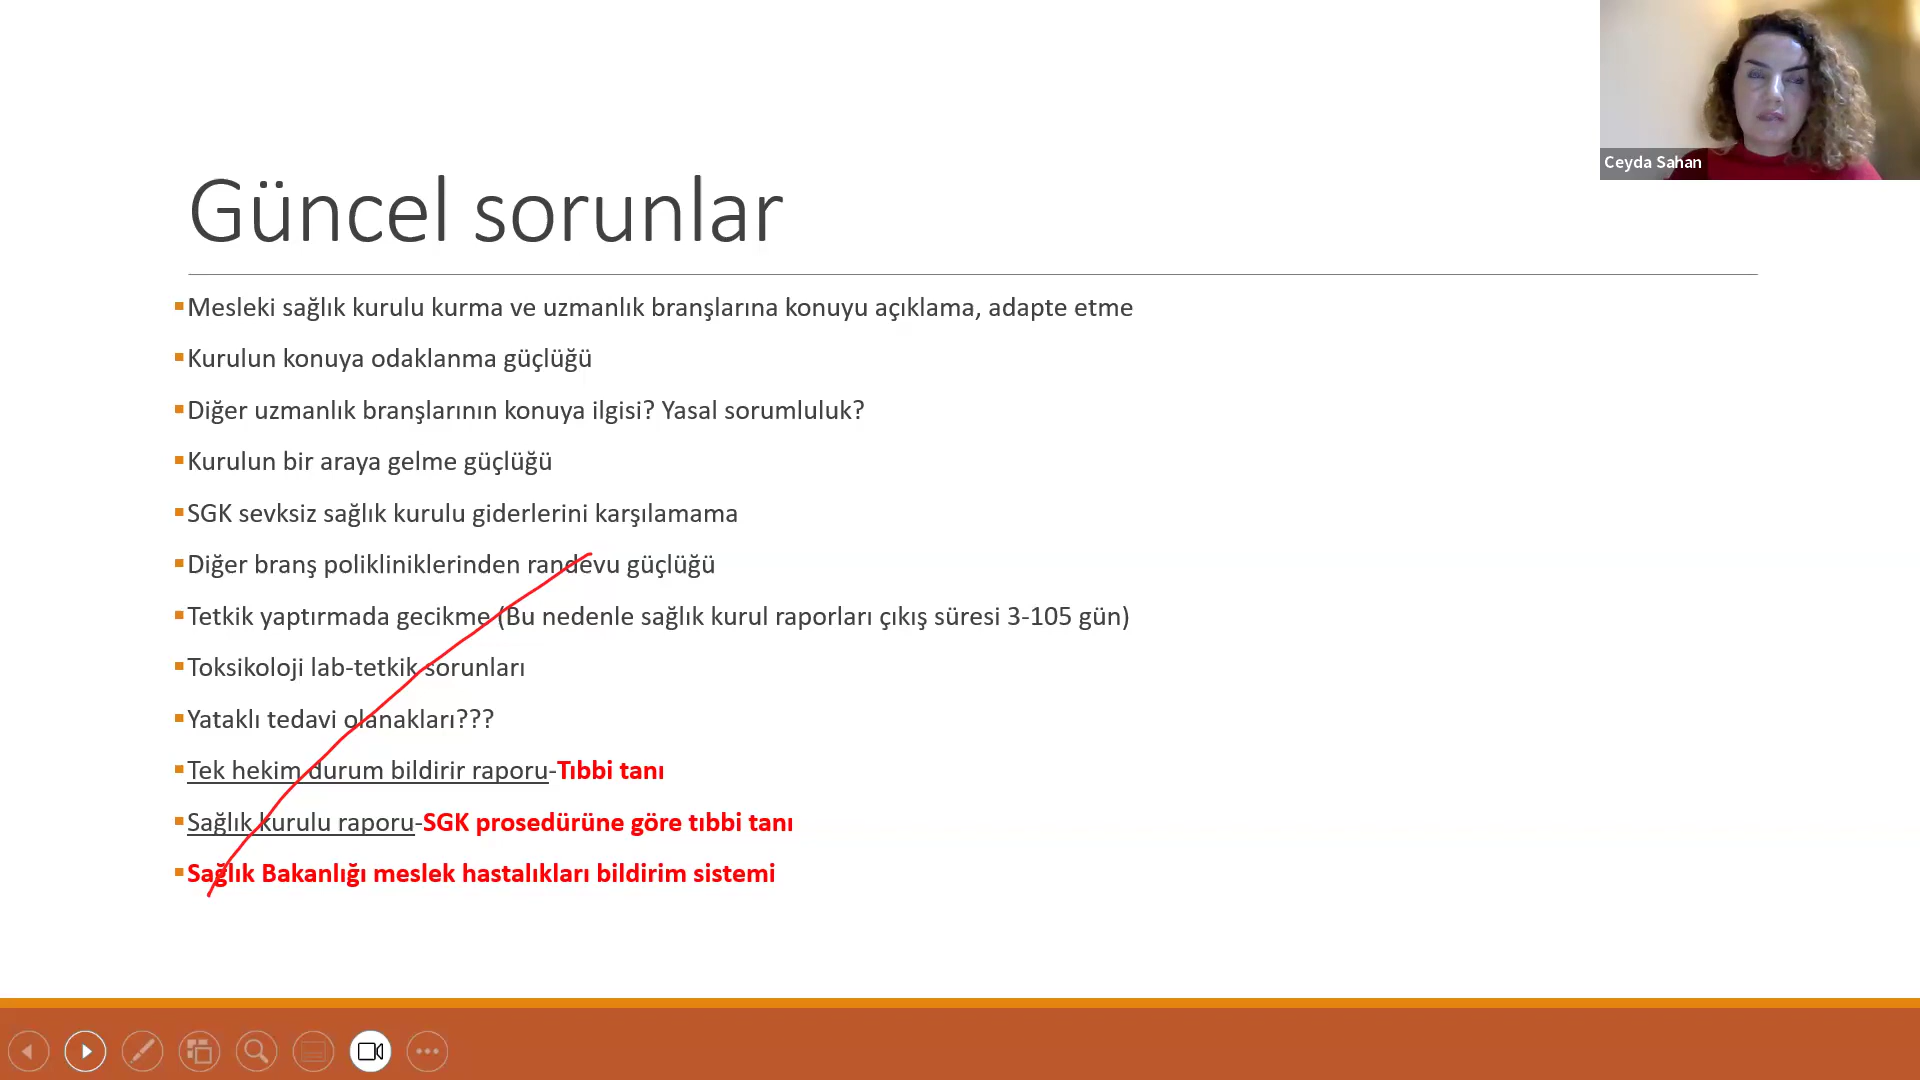 Ceyda Sahan
Güncel sorunlar
Mesleki sağlık kurulu kurma ve uzmanlık branşlarına konuyu açıklama, adapte etme
Kurulun konuya odaklanma güçlüğü
Diğer uzmanlık branşlarının konuya ilgisi? Yasal sorumluluk?
Kurulun bir araya gelme güçlüğü
SGK sevksiz sağlık kurulu giderlerini karşılamama
Diğer branş polikliniklerinden randevu güçlüğü
Tetkik yaptırmada gecikme (Bu nedenle sağlık kurul raporları çıkış süresi 3-105 gün)
Toksikoloji lab-tetkik sorunları
Yataklı tedavi olanakları???
Tek hekim durum bildirir raporu-Tıbbi tanı
Sağlık kurulu raporu-SGK prosedürüne göre tıbbi tanı
Sağlık Bakanlığı meslek hastalıkları bildirim sistemi